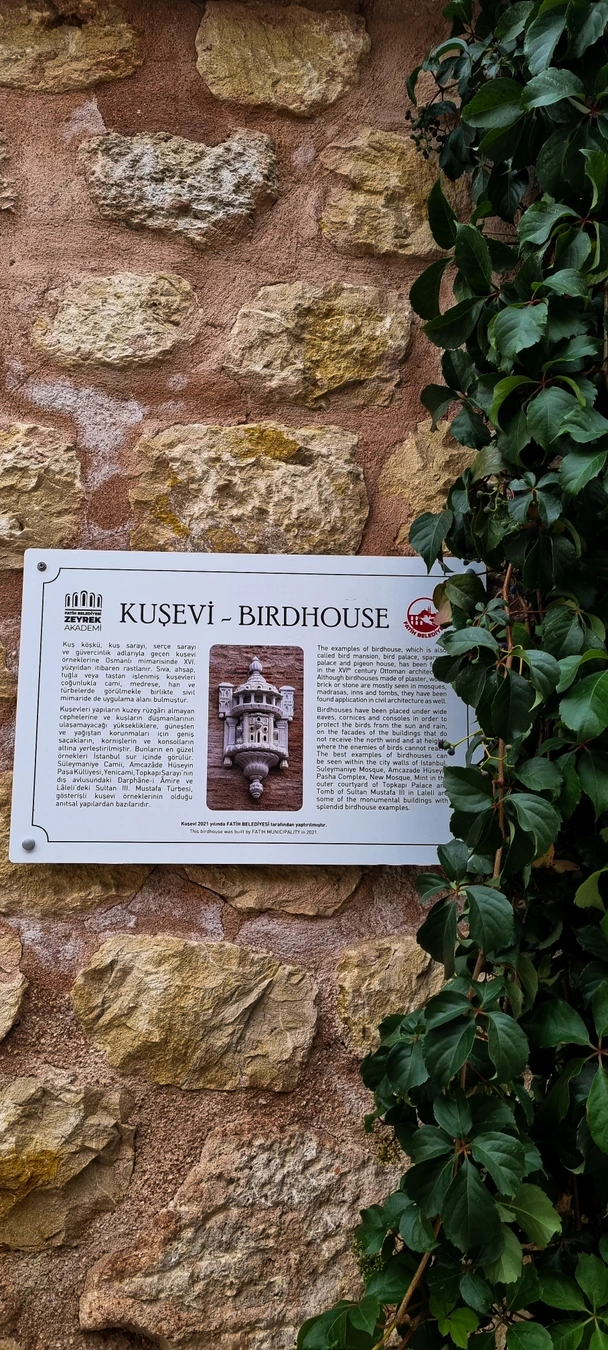 FATİH BELEDİYESİ
ZEYREK
AKADEMİ
KUŞEVİ - BIRDHOUSE
FATİH BELEDİYESİ
Kuş köşkü, kuş sarayı, serçe sarayı
ve güvercinlik adlarıyla geçen kuşevi
örneklerine Osmanlı mimarisinde XVI.
yüzyıldan itibaren rastlanır. Sıva, ahşap,
tuğla veya taştan işlenmiş kuşevleri
çoğunlukla cami, medrese, han ve
türbelerde görülmekle birlikte sivil
mimaride de uygulama alanı bulmuştur.
Kuşevleri yapıların kuzey rüzgârı almayan
cephelerine ve kuşların düşmanlarının
ulaşamayacağı yüksekliklere, güneşten
ve yağıştan korunmaları için geniş
saçakların, kornişlerin ve konsolların
altına yerleştirilmiştir. Bunların en güzel
örnekleri İstanbul sur içinde görülür.
Süleymaniye Camii, Amcazâde Hüseyin
Paşa Külliyesi, Yenicami, Topkapı Sarayı'nın
dış avlusundaki Darphâne-i Âmire ve
Lâleli'deki Sultan III. Mustafa Türbesi,
gösterişli kuşevi örneklerinin olduğu
anıtsal yapılardan bazılarıdır.
The examples of birdhouse, which is also
called bird mansion, bird palace,
palace and pigeon house, has been
in the XVIth century Ottoman
Although birdhouses made of plaster,
brick or stone are mostly seen in mosques,
madrasas, inns and tombs, they have been
found application in civil architecture as well.
Birdhouses have been placed under wide
eaves, cornices and consoles in order to
protect the birds from the sun and rain,
on the facades of the buildings that do
not receive the north wind and at heights
where the enemies of birds cannot
The best examples of birdhouses can
be seen within the city walls of Istanbul.
Süleymaniye Mosque, Amcazade Hüseyin
Pasha Complex, New Mosque, Mint in the
outer courtyard of Topkapı Palace and
Tomb of Sultan Mustafa III in Laleli are
some of the monumental buildings with
splendid birdhouse examples.
Kuşevi 2021 yılında FATİH BELEDİYESİ tarafından yaptırılmıştır.
This birdhouse was built by FATIH MUNICIPALITY in 2021.